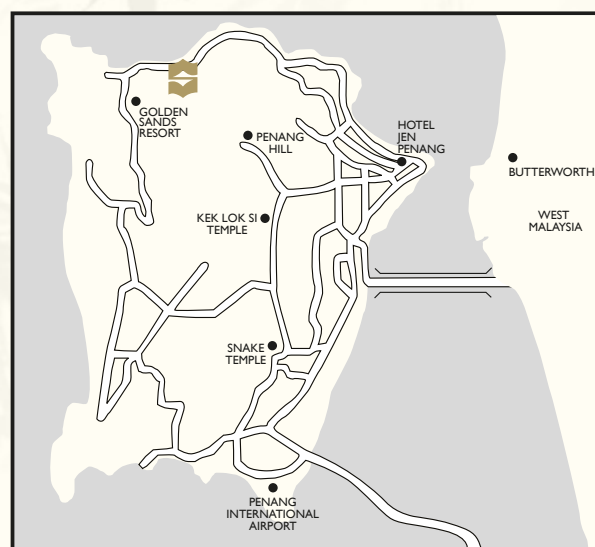 GOLDEN
SANDS
RESORT
PENANG
HILL
HOTEL
JEN
PENANG
BUTTERWORTH
KEK LOK SI
TEMPLE
WEST
MALAYSIA
SNAKE
TEMPLE
PENANG
INTERNATIONAL
AIRPORT